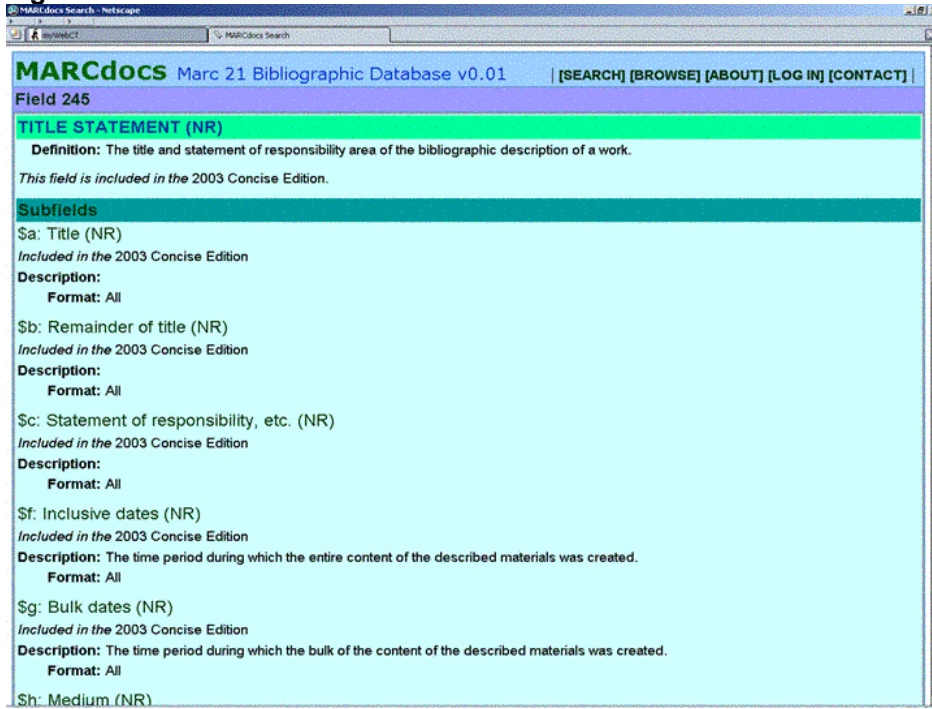 MARCdocs Search - Netscape
myWebCT MARCdocs Search
MARCdocs Marc 21 Bibliographic Database v0.01 | [SEARCH] [BROWSE] [ABOUT] [LOG IN] [CONTACT] |
Field 245
TITLE STATEMENT (NR)
Definition: The title and statement of responsibility area of the bibliographic description of a work.
This field is included in the 2003 Concise Edition.
Subfields
$a: Title (NR)
Included in the 2003 Concise Edition
Description:
Format: All
$b: Remainder of title (NR)
Included in the 2003 Concise Edition
Description:
Format: All
$c: Statement of responsibility, etc. (NR)
Included in the 2003 Concise Edition
Description:
Format: All
$f: Inclusive dates (NR)
Included in the 2003 Concise Edition
Description: The time period during which the entire content of the described materials was created.
Format: All
$g: Bulk dates (NR)
Included in the 2003 Concise Edition
Description: The time period during which the bulk of the content of the described materials was created.
Format: All
$h: Medium (NR)